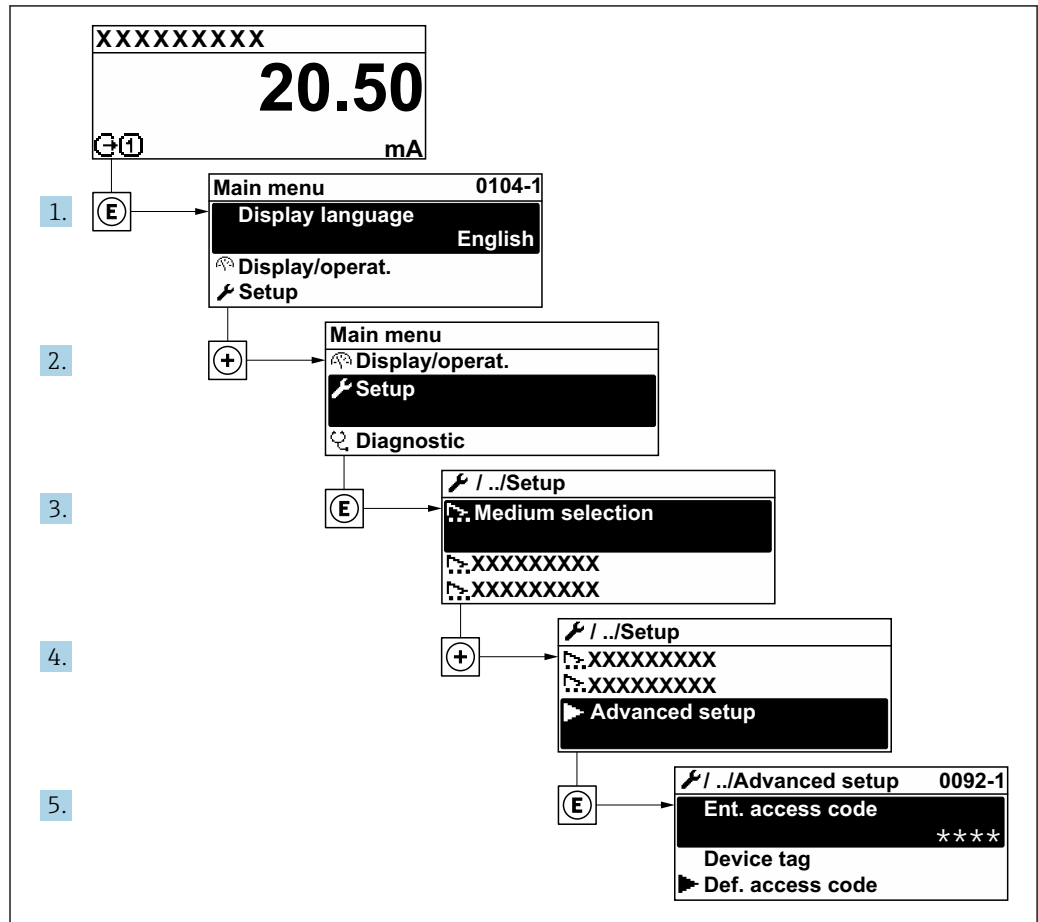 XXXXXXXXX
20.50
1 mA
1. E
Main menu 0104-1
Display language
English
Display/operat.
Setup
2. +
Main menu
Display/operat.
Setup
Diagnostic
3. E
/ ../Setup
Medium selection
XXXXXXXXX
XXXXXXXXX
4. +
/ ../Setup
XXXXXXXXX
XXXXXXXXX
Advanced setup
5. E
/ ../Advanced setup 0092-1
Ent. access code
****
Device tag
Def. access code